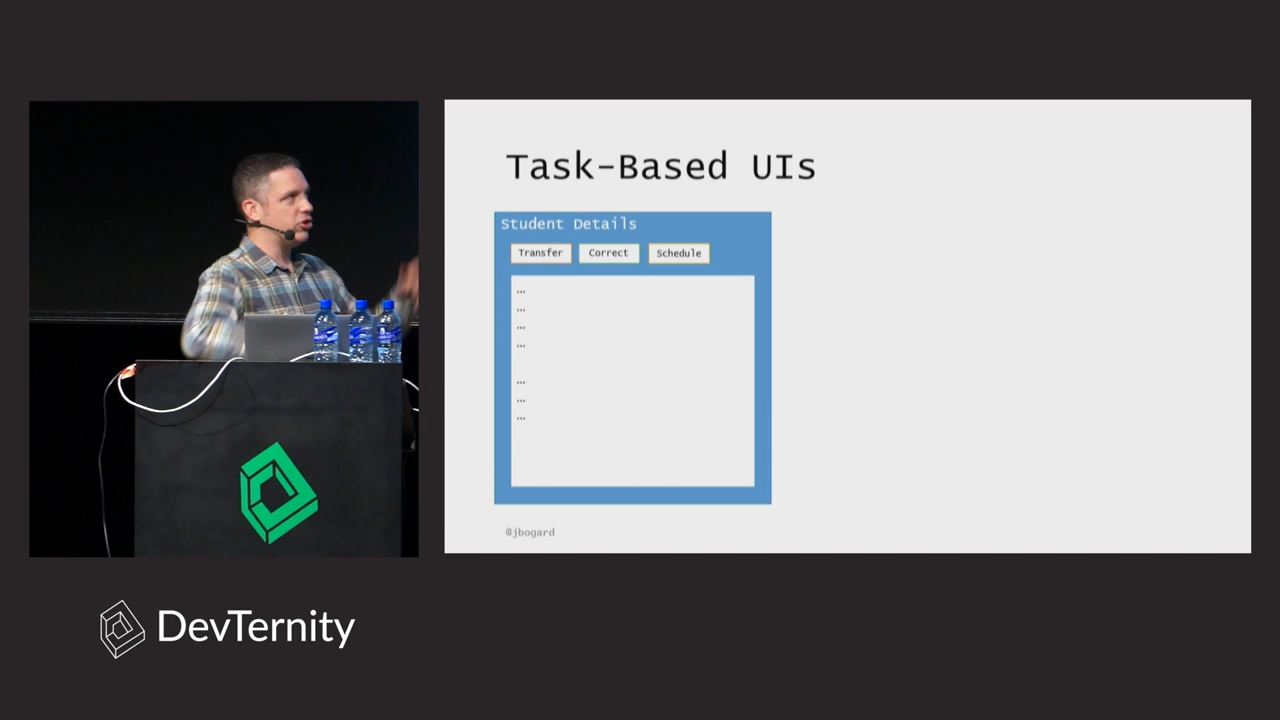 Task-Based UIs
Student Details
Transfer Correct Schedule
...
...
...
...
...
...
...
@jbogard
DevTernity